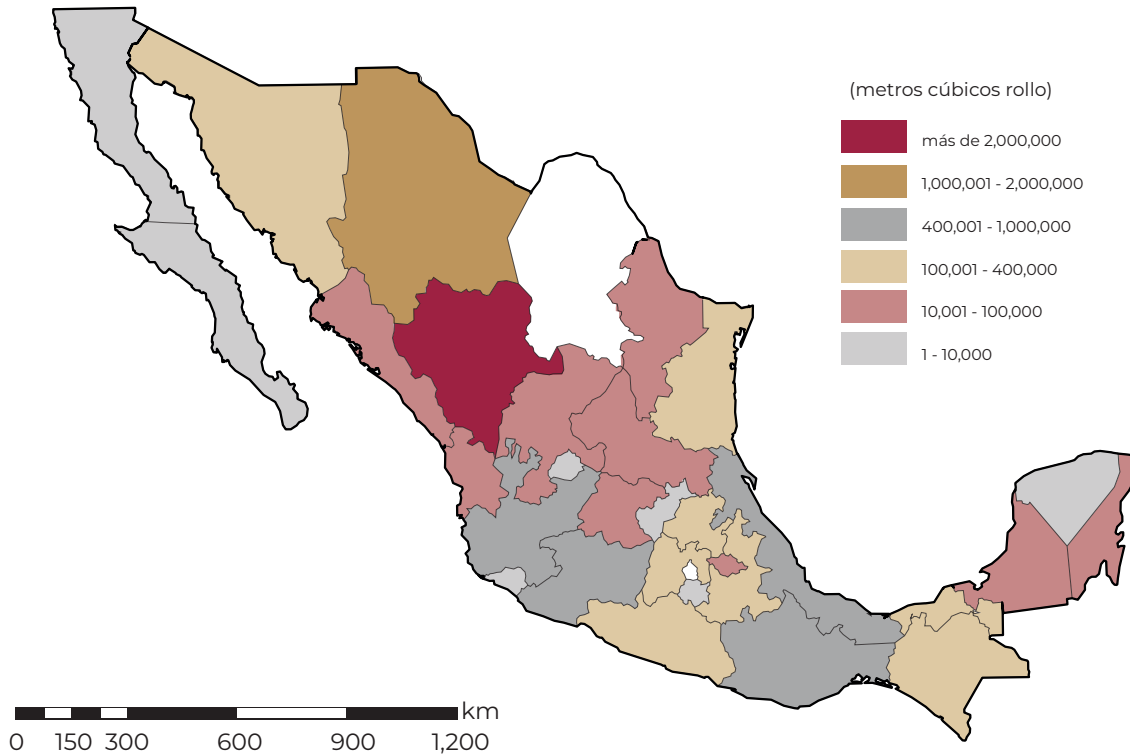 (metros cúbicos rollo)
más de 2,000,000
1,000,001 - 2,000,000
400,001 - 1,000,000
100,001 - 400,000
10,001 - 100,000
1 - 10,000
km
0 150 300 600 900 1,200